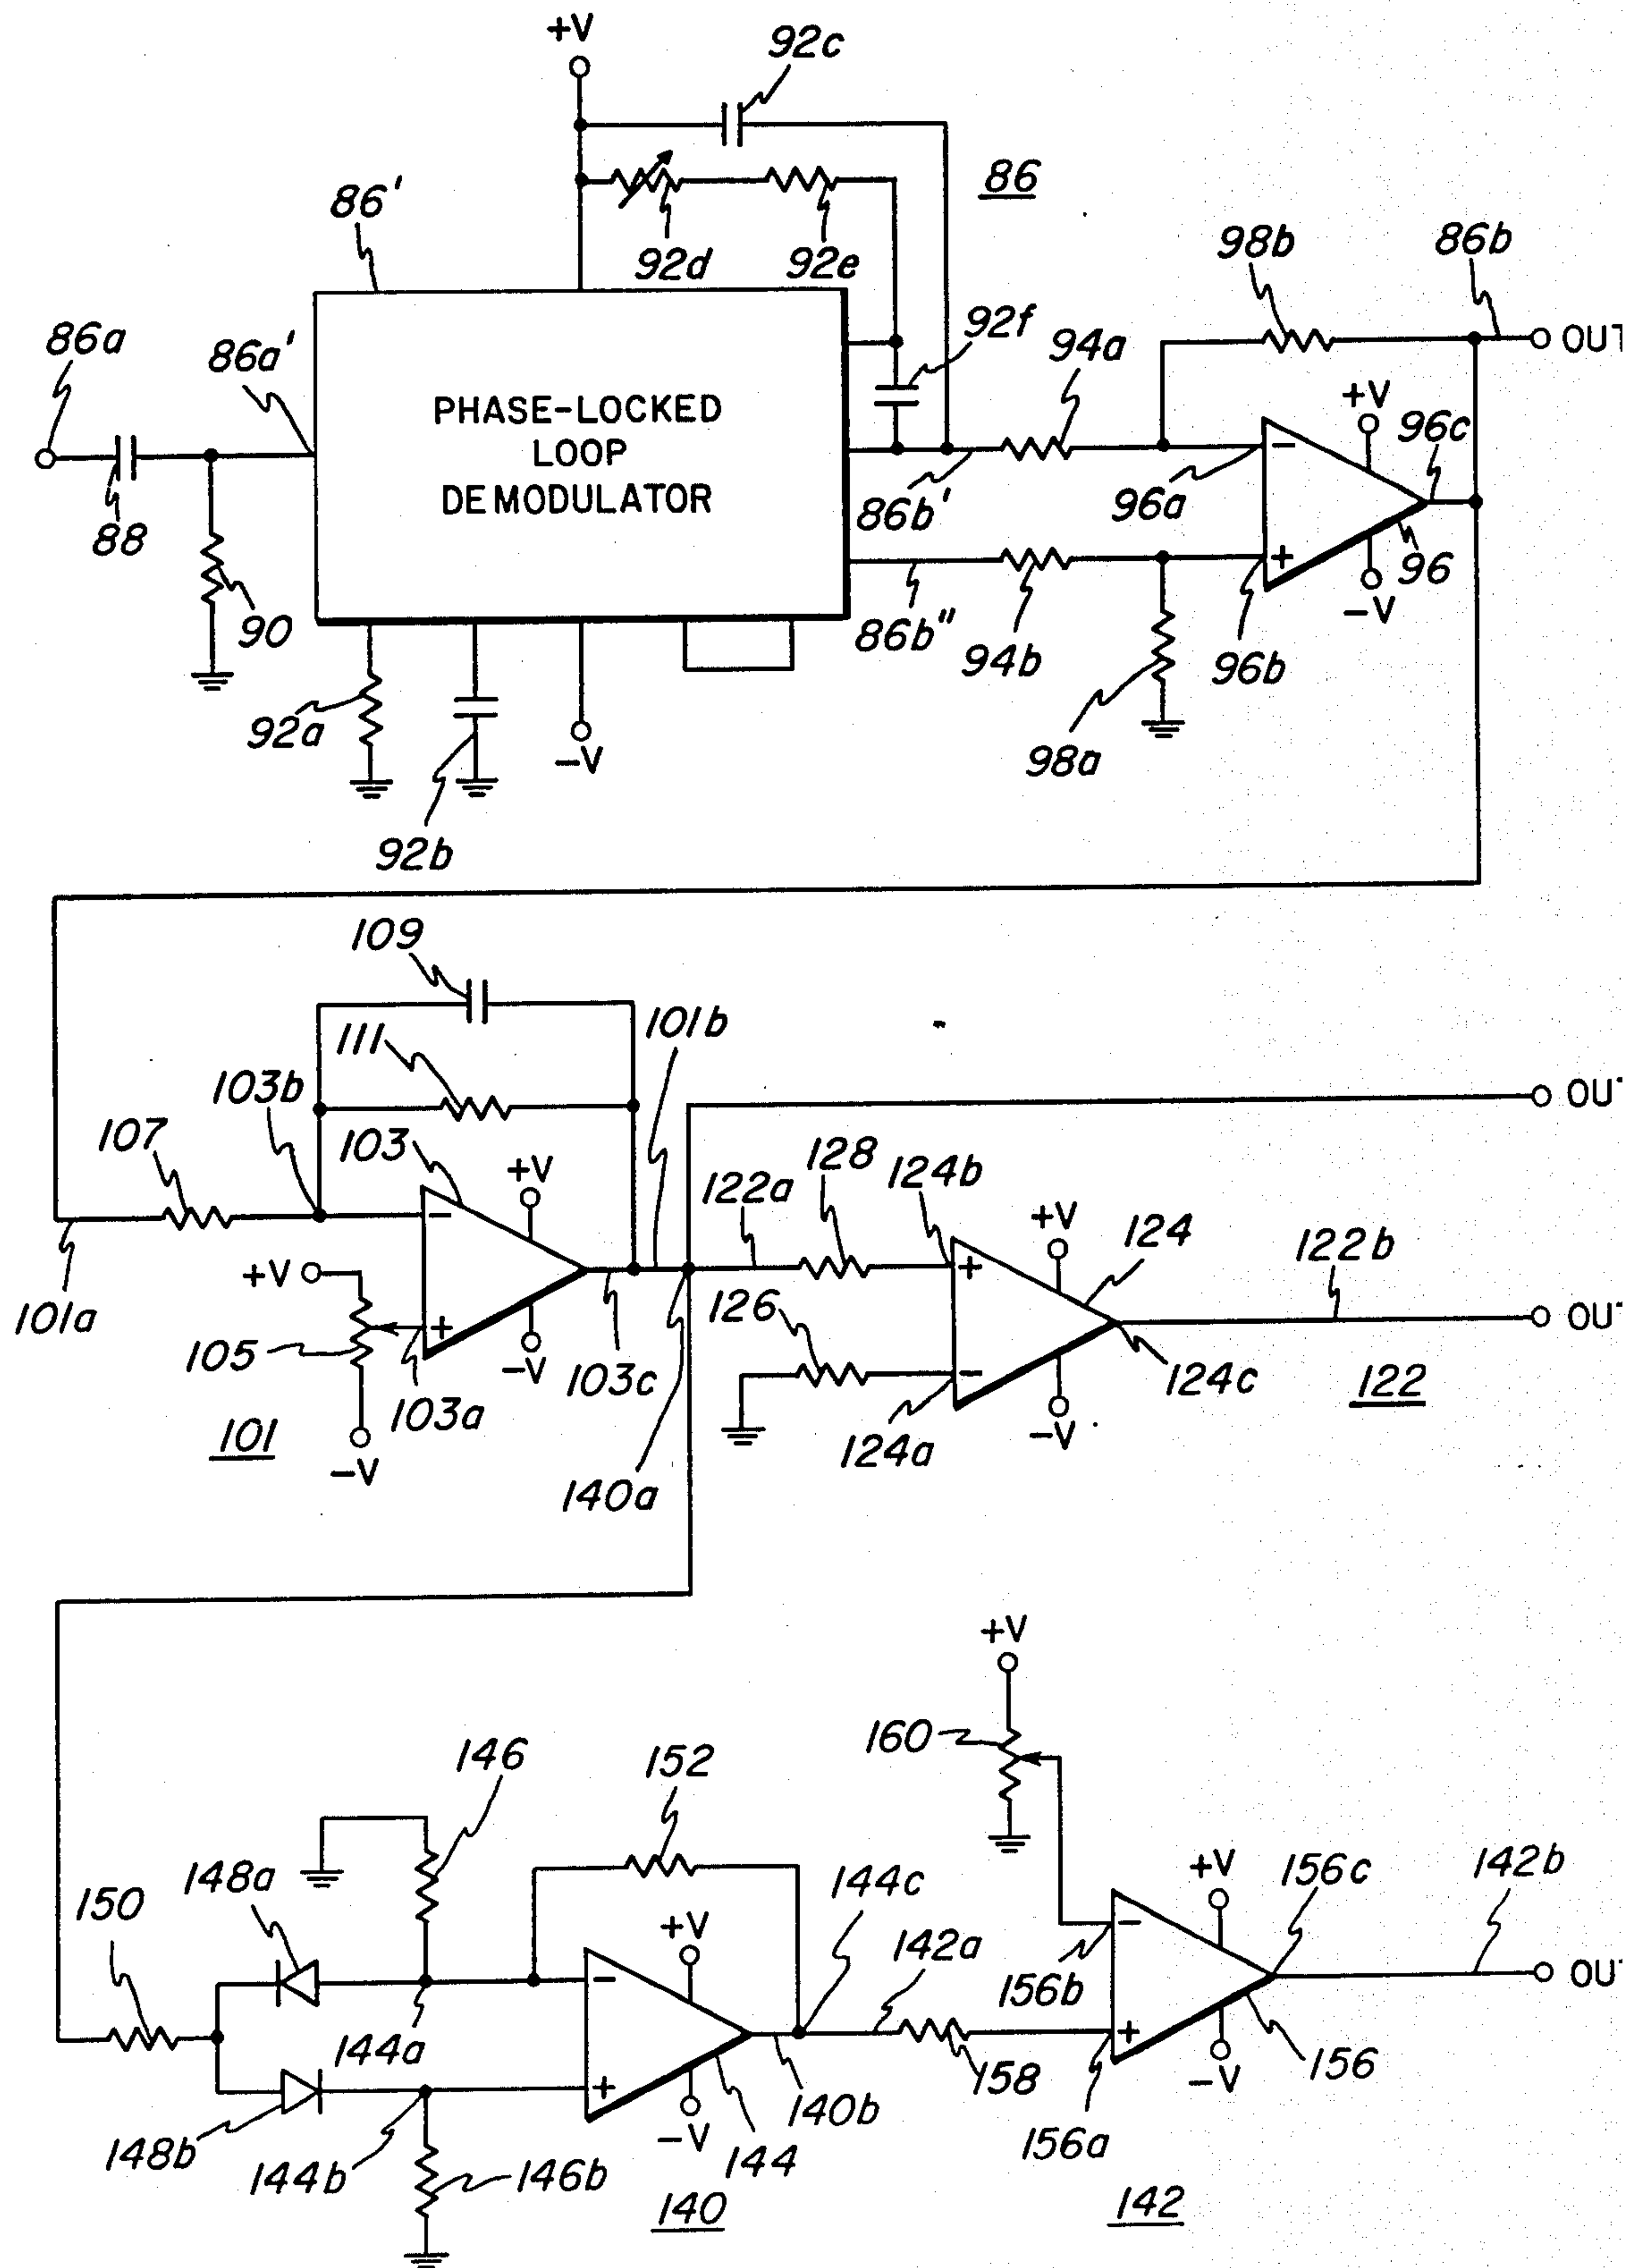 +V
92c
86
86'
92d
92e
98b
86b
OUT
86a
86a'
92f
94a
+V
96c
PHASE-LOCKED
LOOP
DEMODULATOR
88
86b'
96a
90
96
86b"
94b
96b
-V
92a
-V
98a
92b
109
101b
111
103b
OUT
107
103
+V
128
124b
122a
+V
124
122b
+V
126
101a
OUT
105
-V
103c
124c
122
103a
101
124a
-V
-V
140a
+V
160
146
152
148a
144c
+V
156c
142b
150
+V
142a
OUT
156b
144a
158
156
-V
148b
144b
140b
-V
144
156a
146b
140
142